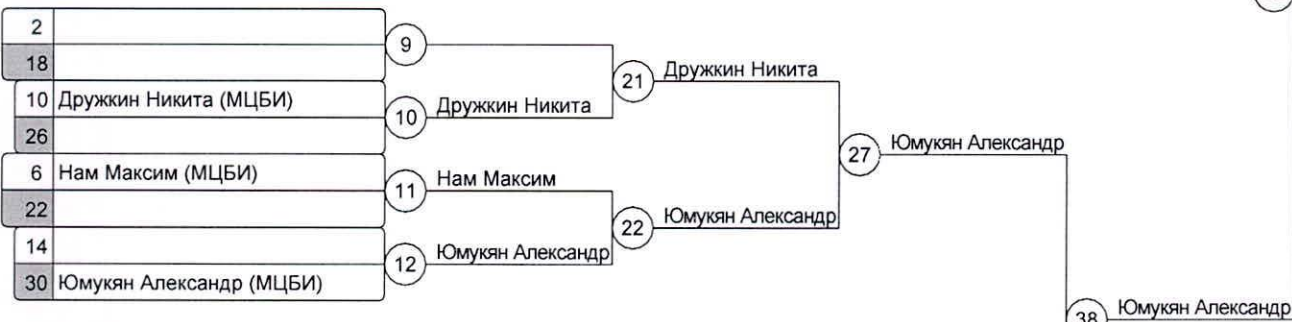 2
9
18
21 Дружкин Никита
10 Дружкин Никита (МЦБИ)
10 Дружкин Никита
26
27 Юмукян Александр
6 Нам Максим (МЦБИ)
11 Нам Максим
22
22 Юмукян Александр
14
12 Юмукян Александр
30 Юмукян Александр (МЦБИ)
38 Юмукян Александр